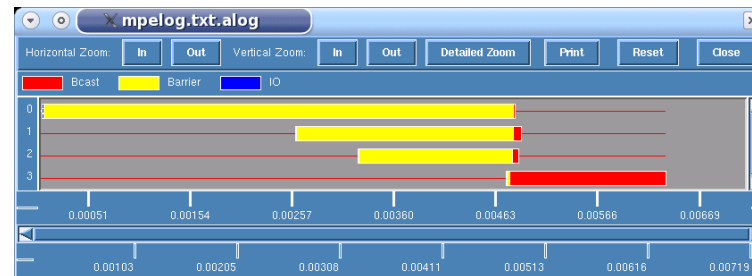 mpelog.txt.alog
Horizontal Zoom: In Out Vertical Zoom: In Out Detailed Zoom Print Reset Close
Bcast Barrier IO
0
1
2
3
0.00051 0.00154 0.00257 0.00360 0.00463 0.00566 0.00669
0.00103 0.00205 0.00308 0.00411 0.00513 0.00616 0.00719